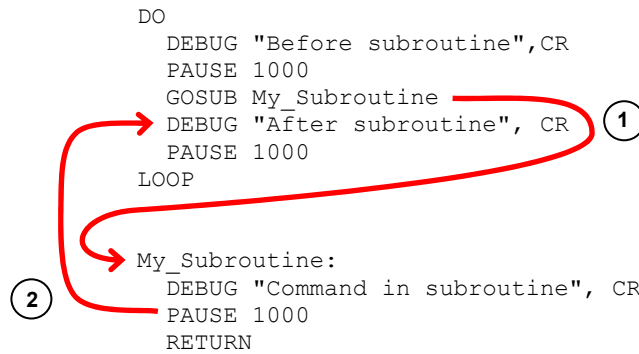 DO
DEBUG "Before subroutine",CR
PAUSE 1000
GOSUB My_Subroutine
DEBUG "After subroutine", CR
1
PAUSE 1000
LOOP
My_Subroutine:
2
DEBUG "Command in subroutine", CR
PAUSE 1000
RETURN